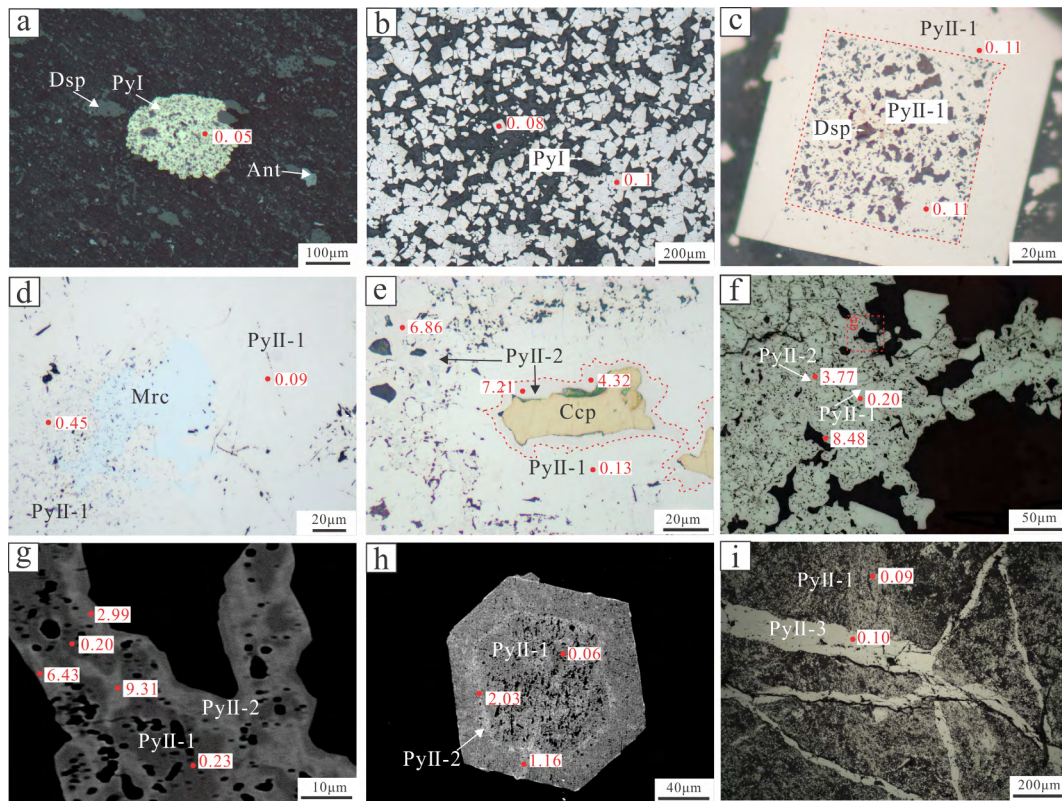 a
Dsp
PyI
0. 05
Ant
100μm
b
0. 08
PyI
0. 1
200μm
c
PyII-1
0. 11
PyII-1
Dsp
0. 11
20μm
d
PyII-1
0.09
Mrc
0.45
PyII-1
20μm
e
6.86
PyII-2
7.21
4.32
Ccp
PyII-1
0.13
20μm
f
g
PyII-2
3.77
0.20
PyII-1
8.48
50μm
g
2.99
0.20
6.43
9.31
PyII-2
PyII-1
0.23
10μm
h
PyII-1
0.06
2.03
PyII-2
1.16
40μm
i
PyII-1
0.09
PyII-3
0.10
200μm